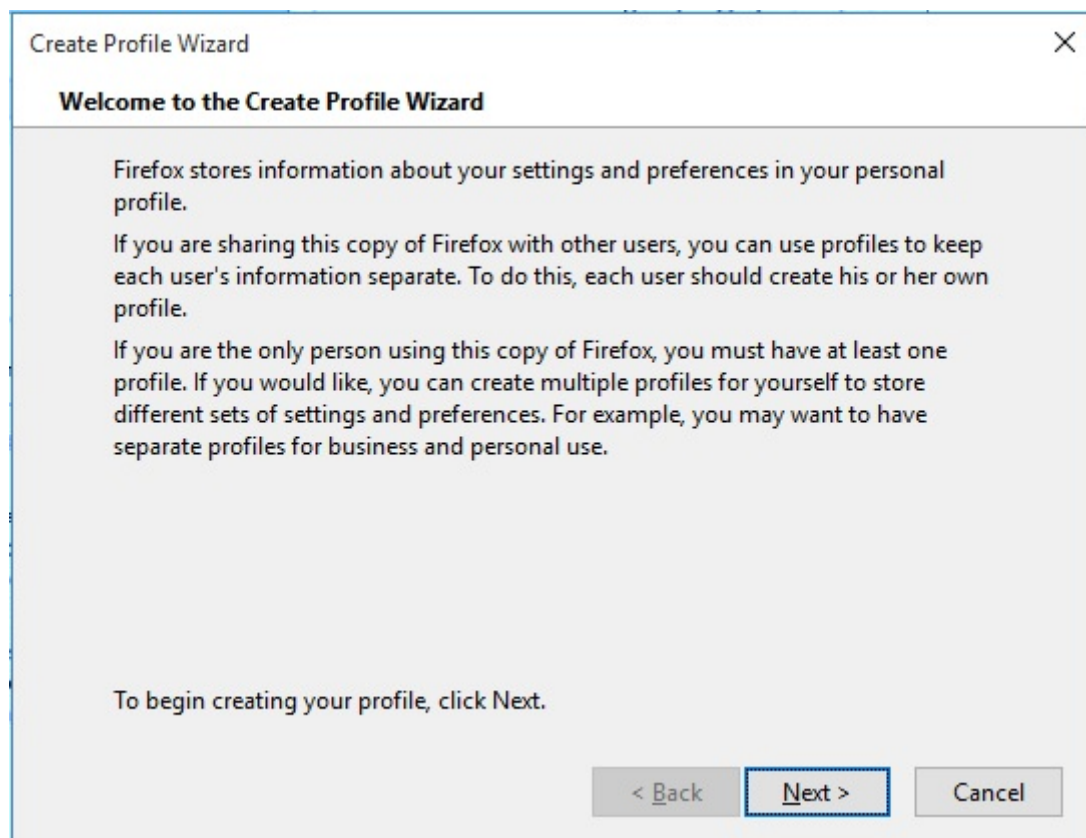 Create Profile Wizard
Welcome to the Create Profile Wizard
Firefox stores information about your settings and preferences in your personal
profile.
If you are sharing this copy of Firefox with other users, you can use profiles to keep
each user's information separate. To do this, each user should create his or her own
profile.
If you are the only person using this copy of Firefox, you must have at least one
profile. If you would like, you can create multiple profiles for yourself to store
different sets of settings and preferences. For example, you may want to have
separate profiles for business and personal use.
To begin creating your profile, click Next.
< Back Next > Cancel